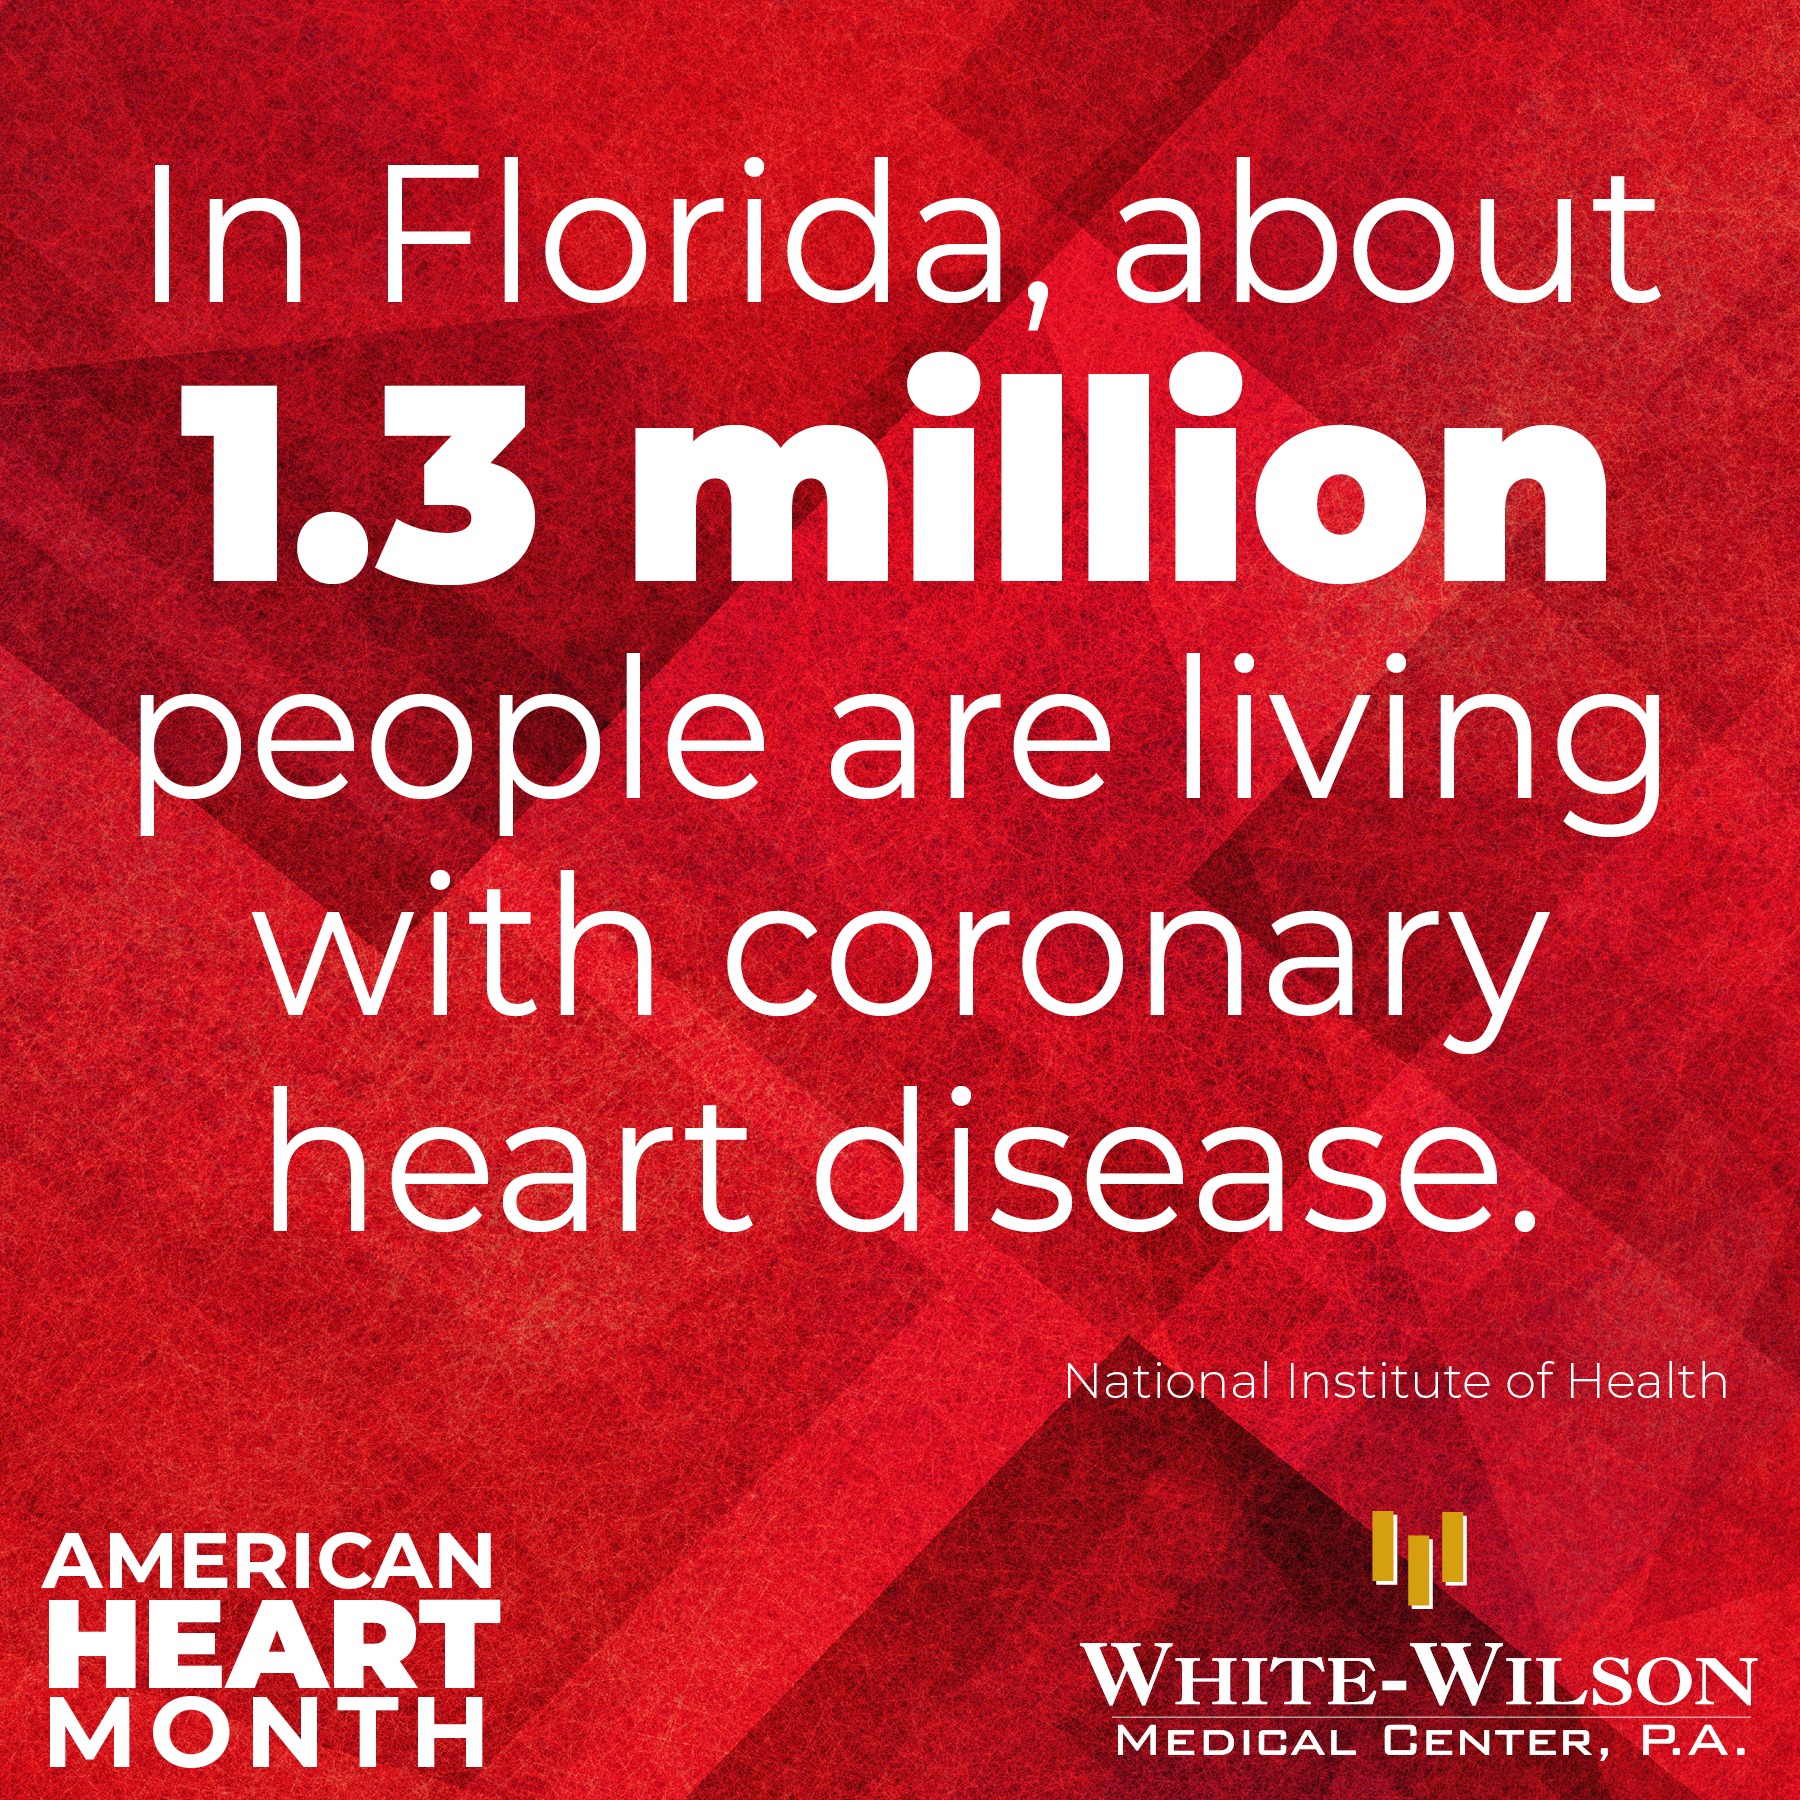 In Florida, about
1.3 million
people are living
with coronary
heart disease.
National Institute of Health
AMERICAN
HEART
MONTH
WHITE-WILSON
MEDICAL CENTER, P.A.